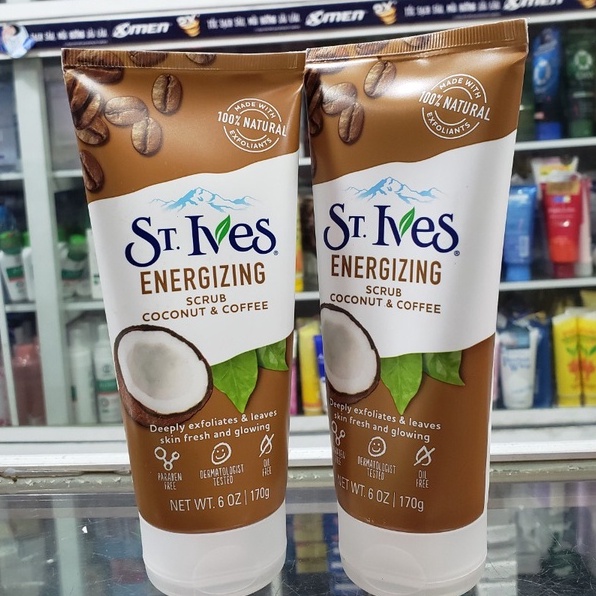 XMEN
MADE WITH
100% NATURAL
EXFOLIANTS
ST. IVES®
ENERGIZING
SCRUB
COCONUT & COFFEE
Deeply exfoliates & leaves
skin fresh and glowing
PARABEN
FREE
DERMATOLOGIST
TESTED
OIL
FREE
NET WT. 6 OZ | 170g
MADE WITH
100% NATURAL
EXFOLIANTS
ST. IVES®
ENERGIZING
SCRUB
COCONUT & COFFEE
Deeply exfoliates & leaves
skin fresh and glowing
FREE
DERMATOLOGIST
TESTED
OIL
FREE
NET WT. 6 OZ | 170g